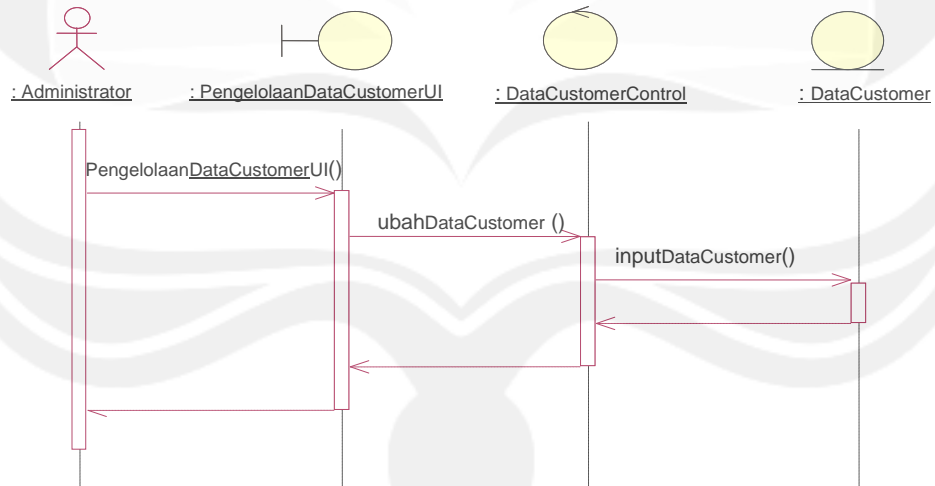 : Administrator
: PengelolaanDataCustomerUI
: DataCustomerControl
: DataCustomer
PengelolaanDataCustomerUI()
ubahDataCustomer ()
inputDataCustomer()